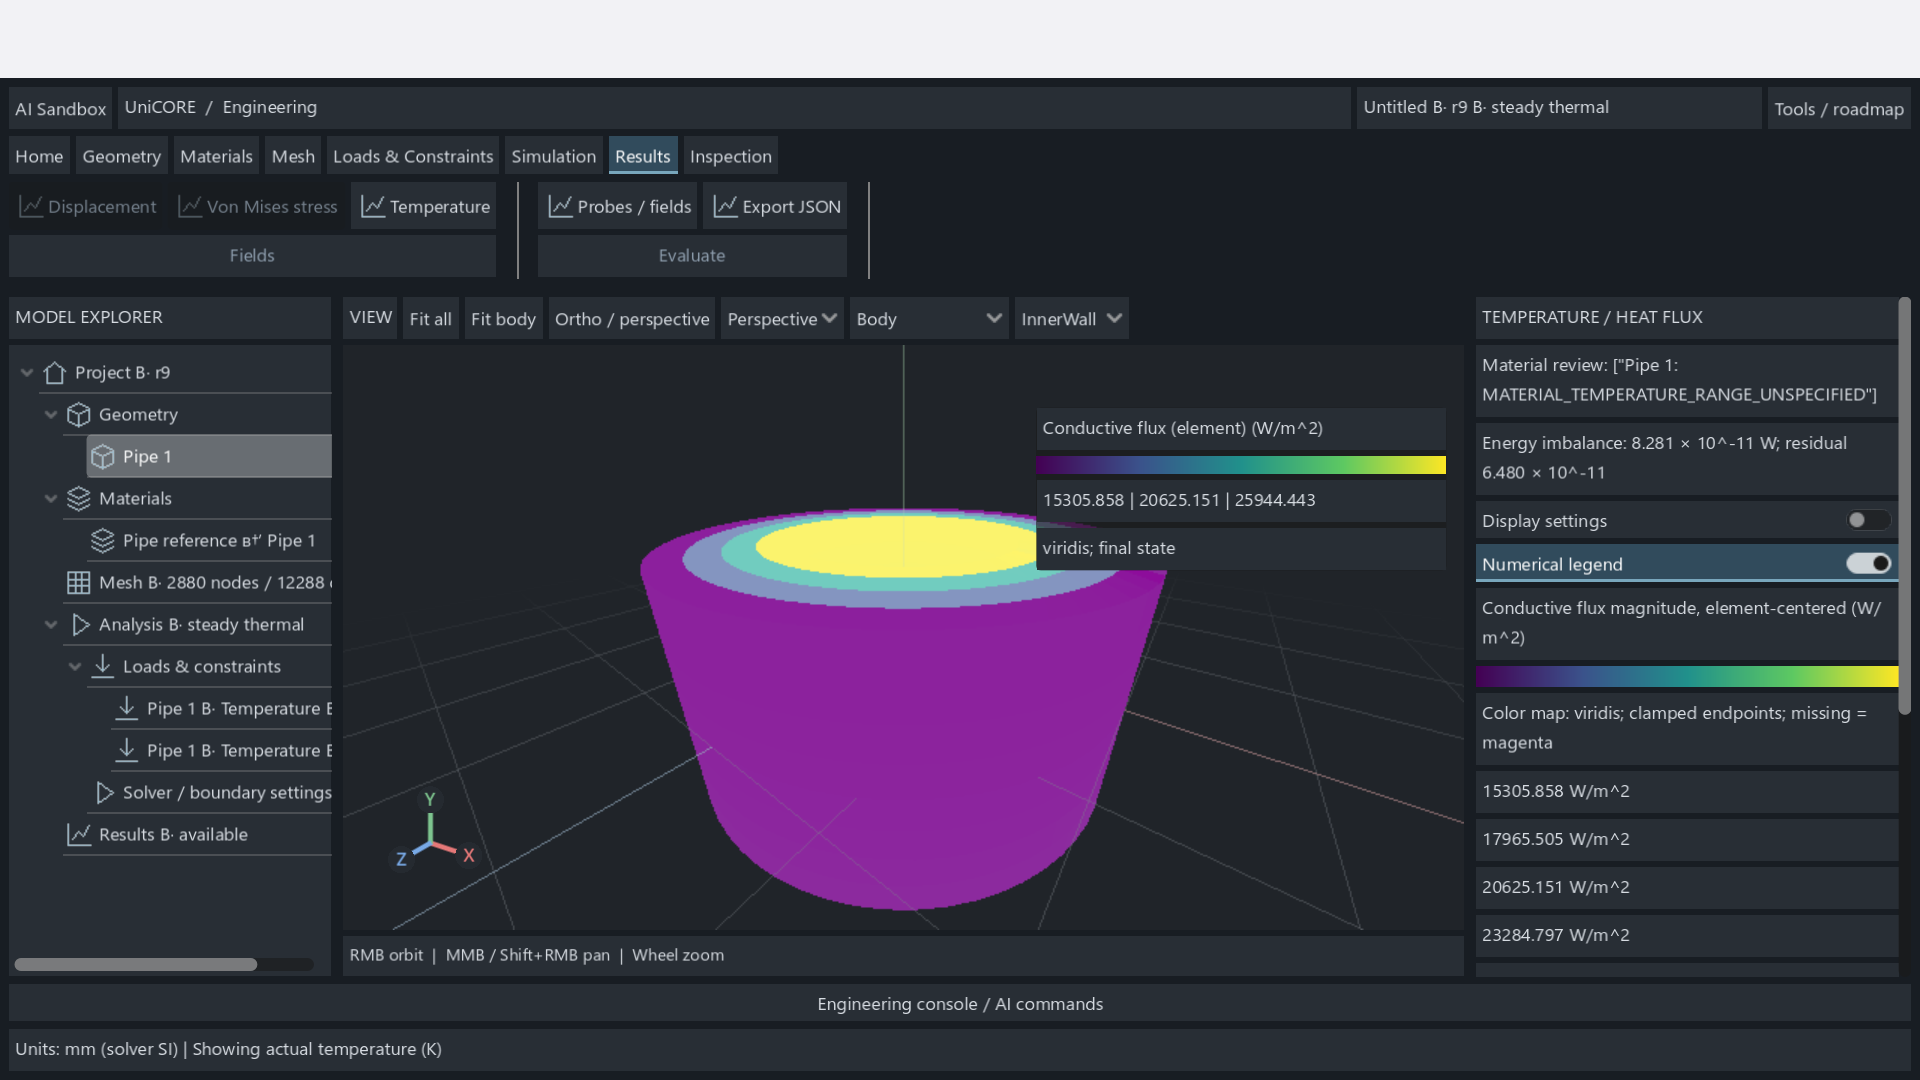 AI Sandbox
UniCORE / Engineering
Untitled В· r9 В· steady thermal
Tools / roadmap
Home
Geometry
Materials
Mesh
Loads & Constraints
Simulation
Results
Inspection
Displacement
Von Mises stress
Temperature
Probes / fields
Export JSON
Fields
Evaluate
MODEL EXPLORER
Project В· r9
Geometry
Pipe 1
Materials
Pipe reference в†’ Pipe 1
Mesh В· 2880 nodes / 12288
Analysis В· steady thermal
Loads & constraints
Pipe 1 В· Temperature В
Pipe 1 В· Temperature В
Solver / boundary settings
Results В· available
VIEW
Fit all
Fit body
Ortho / perspective
Perspective
Body
InnerWall
Conductive flux (element) (W/m^2)
15305.858 | 20625.151 | 25944.443
viridis; final state
Y
Z
X
RMB orbit | MMB / Shift+RMB pan | Wheel zoom
TEMPERATURE / HEAT FLUX
Material review: ["Pipe 1:
MATERIAL_TEMPERATURE_RANGE_UNSPECIFIED"]
Energy imbalance: 8.281 × 10^-11 W; residual
6.480 × 10^-11
Display settings
Numerical legend
Conductive flux magnitude, element-centered (W/
m^2)
Color map: viridis; clamped endpoints; missing =
magenta
15305.858 W/m^2
17965.505 W/m^2
20625.151 W/m^2
23284.797 W/m^2
Engineering console / AI commands
Units: mm (solver SI) | Showing actual temperature (K)